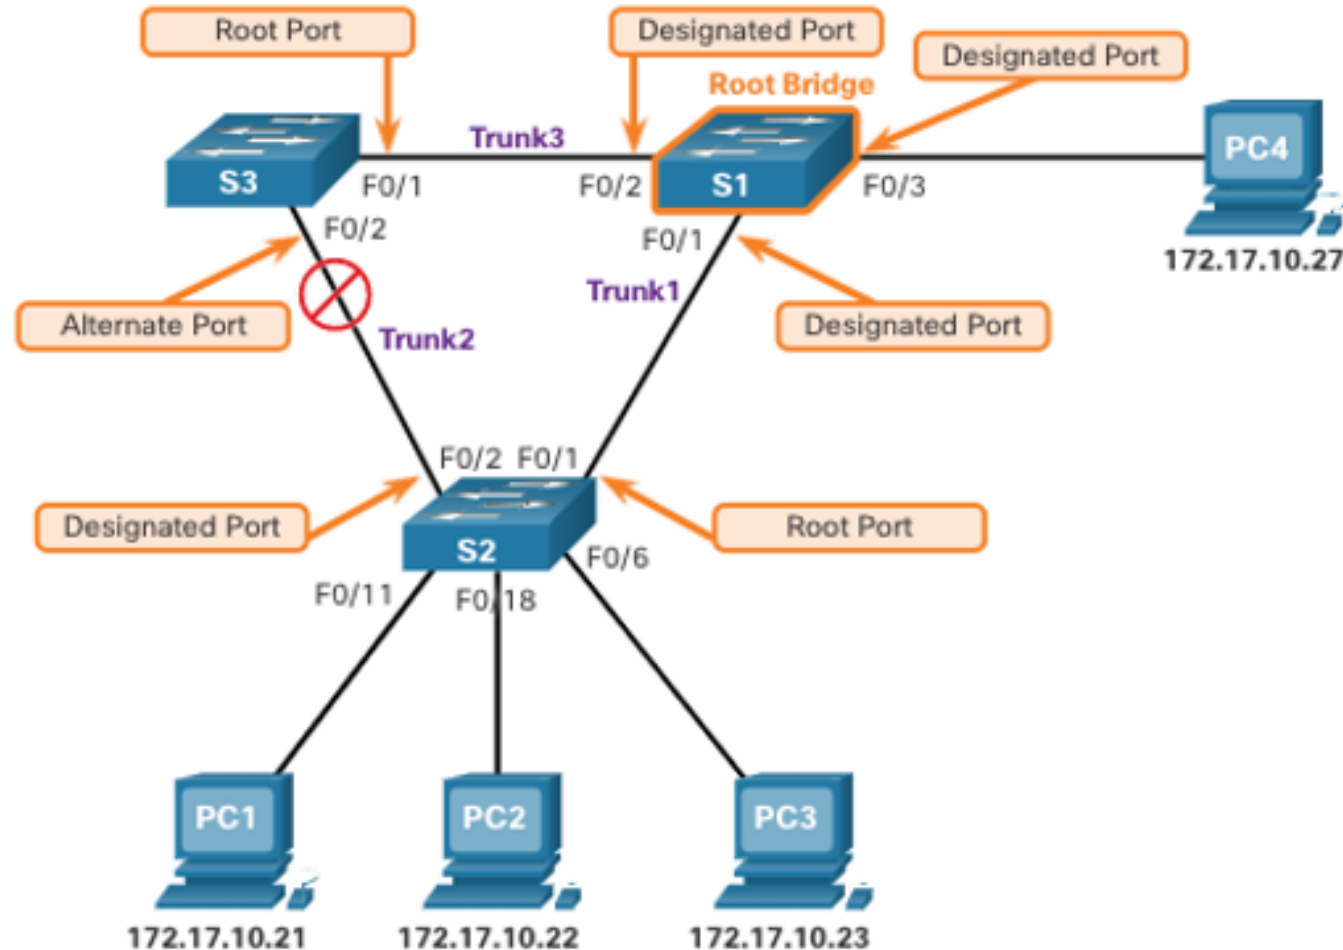 Root Port
Designated Port
Designated Port
Root Bridge
Trunk3
PC4
S3
F0/1
F0/2
S1
F0/3
F0/2
F0/1
172.17.10.27
Trunk1
Alternate Port
Designated Port
Trunk2
F0/2
F0/1
Designated Port
Root Port
S2
F0/6
F0/11
F0/18
PC1
PC2
PC3
172.17.10.21
172.17.10.22
172.17.10.23